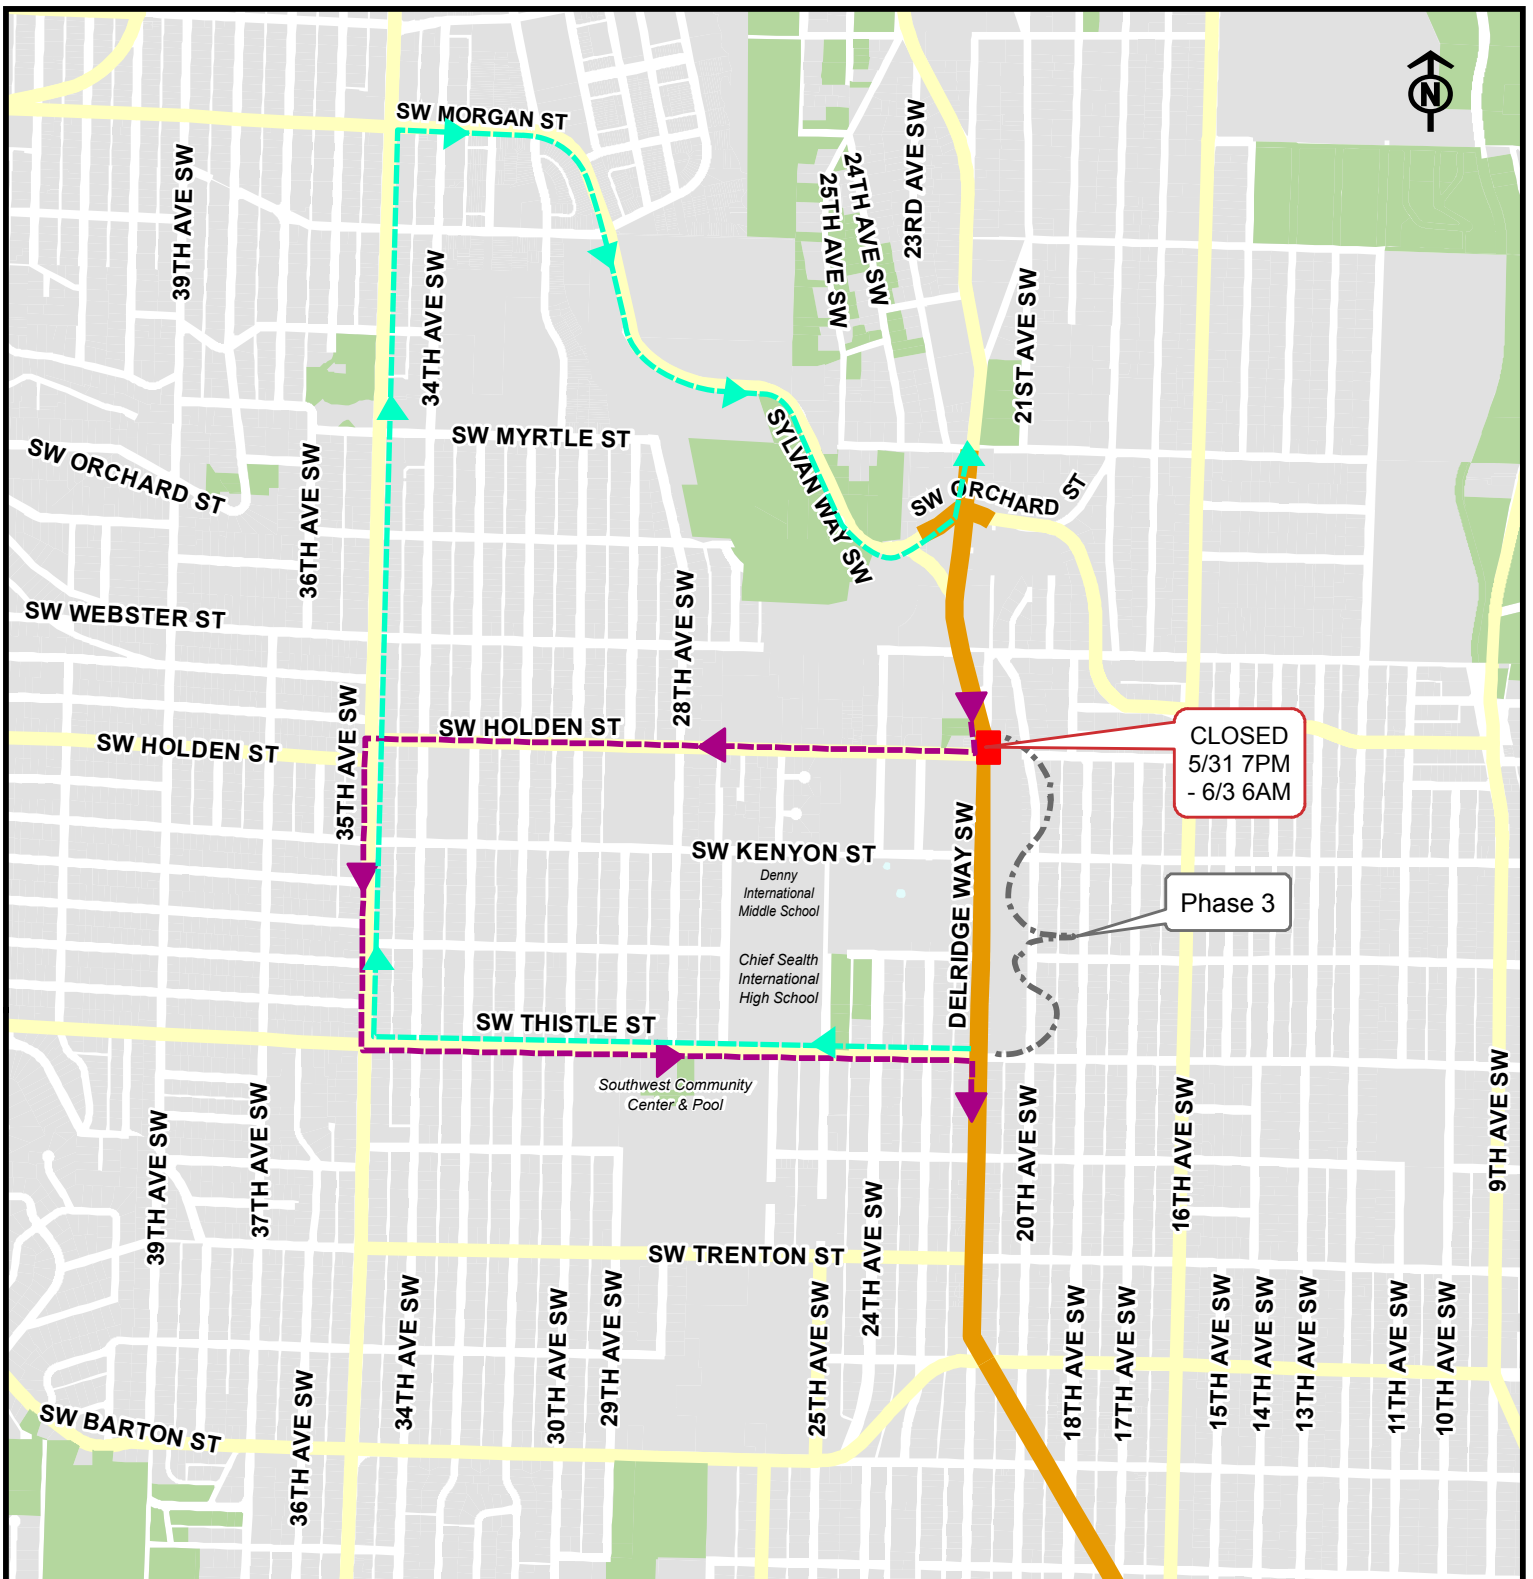 N
SW MORGAN ST
39TH AVE SW
34TH AVE SW
25TH AVE SW
24TH AVE SW
23RD AVE SW
21ST AVE SW
SW MYRTLE ST
SYLVAN WAY SW
SW ORCHARD ST
SW ORCHARD ST
36TH AVE SW
SW WEBSTER ST
28TH AVE SW
35TH AVE SW
SW HOLDEN ST
SW HOLDEN ST
CLOSED
5/31 7PM
- 6/3 6AM
SW KENYON ST
Denny
International
Middle School
DELRIDGE WAY SW
Phase 3
Chief Sealth
International
High School
SW THISTLE ST
Southwest Community
Center & Pool
39TH AVE SW
37TH AVE SW
24TH AVE SW
20TH AVE SW
16TH AVE SW
9TH AVE SW
SW TRENTON ST
34TH AVE SW
30TH AVE SW
29TH AVE SW
25TH AVE SW
18TH AVE SW
17TH AVE SW
15TH AVE SW
14TH AVE SW
13TH AVE SW
11TH AVE SW
10TH AVE SW
SW BARTON ST
36TH AVE SW